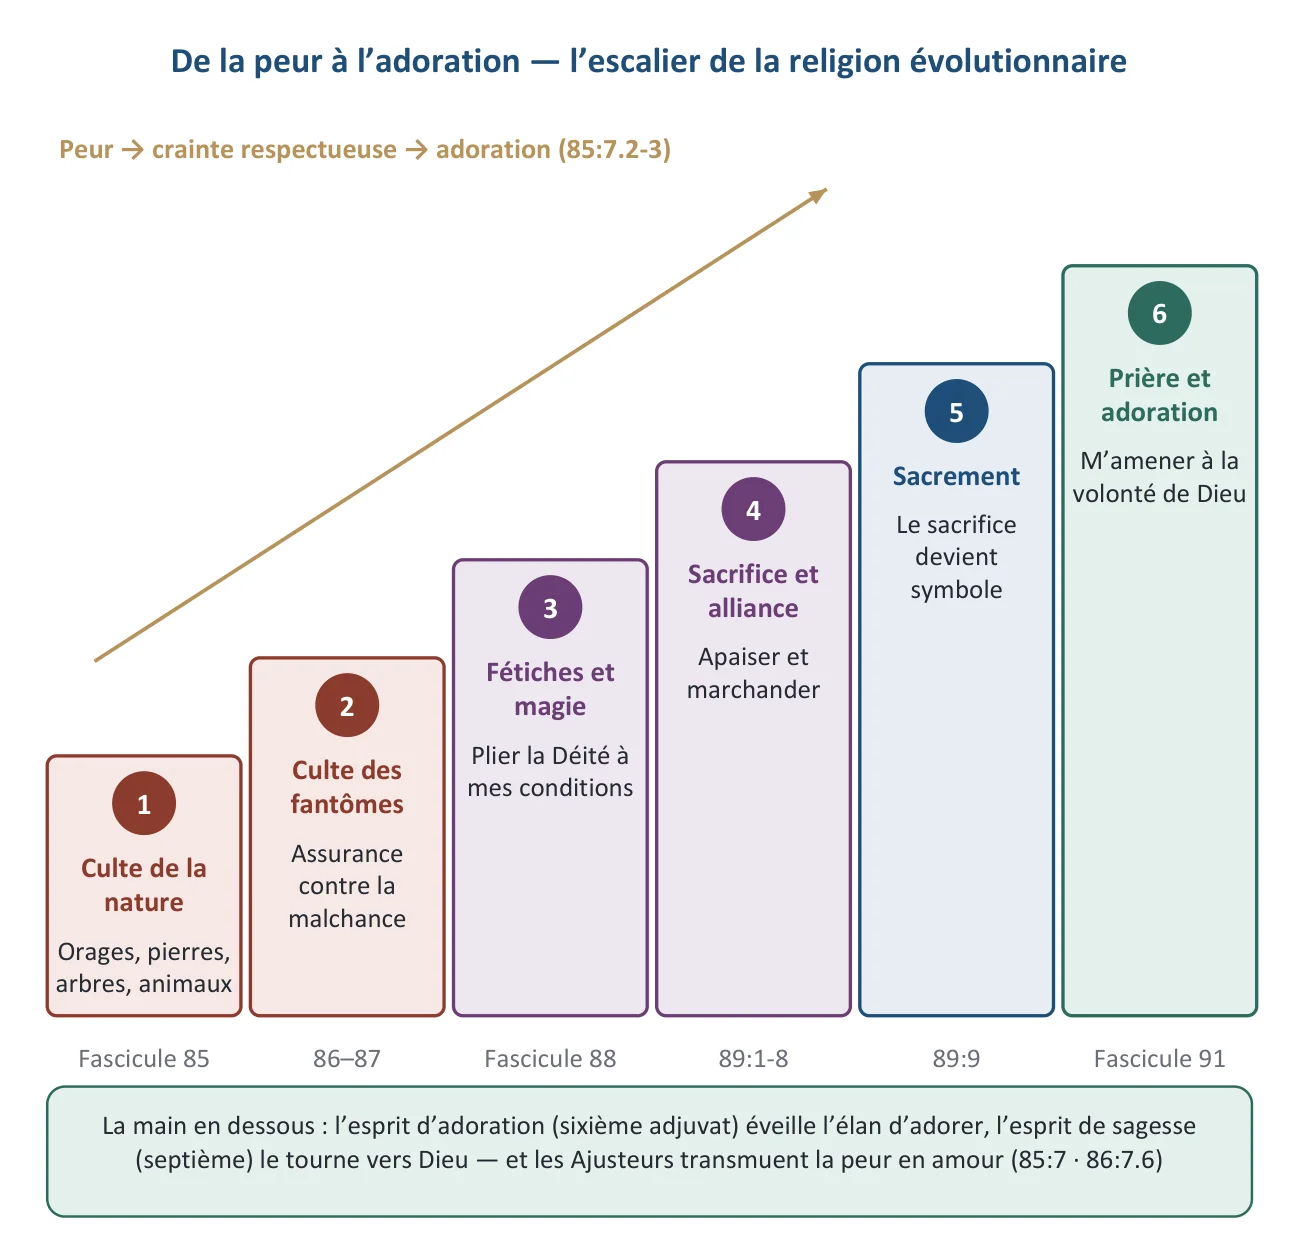 De la peur à l’adoration — l’escalier de la religion évolutionnaire
Peur → crainte respectueuse → adoration (85:7.2-3)
1
Culte de la
nature
Orages, pierres,
arbres, animaux
2
Culte des
fantômes
Assurance
contre la
malchance
3
Fétiches et
magie
Plier la Déité à
mes conditions
4
Sacrifice et
alliance
Apaiser et
marchander
5
Sacrement
Le sacrifice
devient
symbole
6
Prière et
adoration
M’amener à la
volonté de Dieu
Fascicule 85
86–87
Fascicule 88
89:1-8
89:9
Fascicule 91
La main en dessous : l’esprit d’adoration (sixième adjuvat) éveille l’élan d’adorer, l’esprit de sagesse
(septième) le tourne vers Dieu — et les Ajusteurs transmuent la peur en amour (85:7 · 86:7.6)